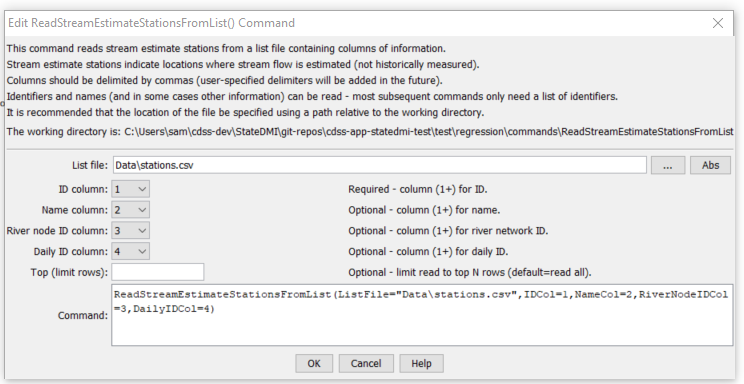 Edit ReadStreamEstimateStationsFromList() Command
This command reads stream estimate stations from a list file containing columns of information.
Stream estimate stations indicate locations where stream flow is estimated (not historically measured).
Columns should be delimited by commas (user-specified delimiters will be added in the future).
Identifiers and names (and in some cases other information) can be read - most subsequent commands only need a list of identifiers.
It is recommended that the location of the file be specified using a path relative to the working directory.
The working directory is: C:\Users\sam\cdss-dev\StateDMI\git-repos\cdss-app-statedmi-test\test\regression\commands\ReadStreamEstimateStationsFromList
List file: Data\stations.csv ... Abs
ID column: 1 Required - column (1+) for ID.
Name column: 2 Optional - column (1+) for name.
River node ID column: 3 Optional - column (1+) for river network ID.
Daily ID column: 4 Optional - column (1+) for daily ID.
Top (limit rows): Optional - limit read to top N rows (default=read all).
Command: ReadStreamEstimateStationsFromList(ListFile="Data\stations.csv",IDCol=1,NameCol=2,RiverNodeIDCol
=3,DailyIDCol=4)
OK Cancel Help